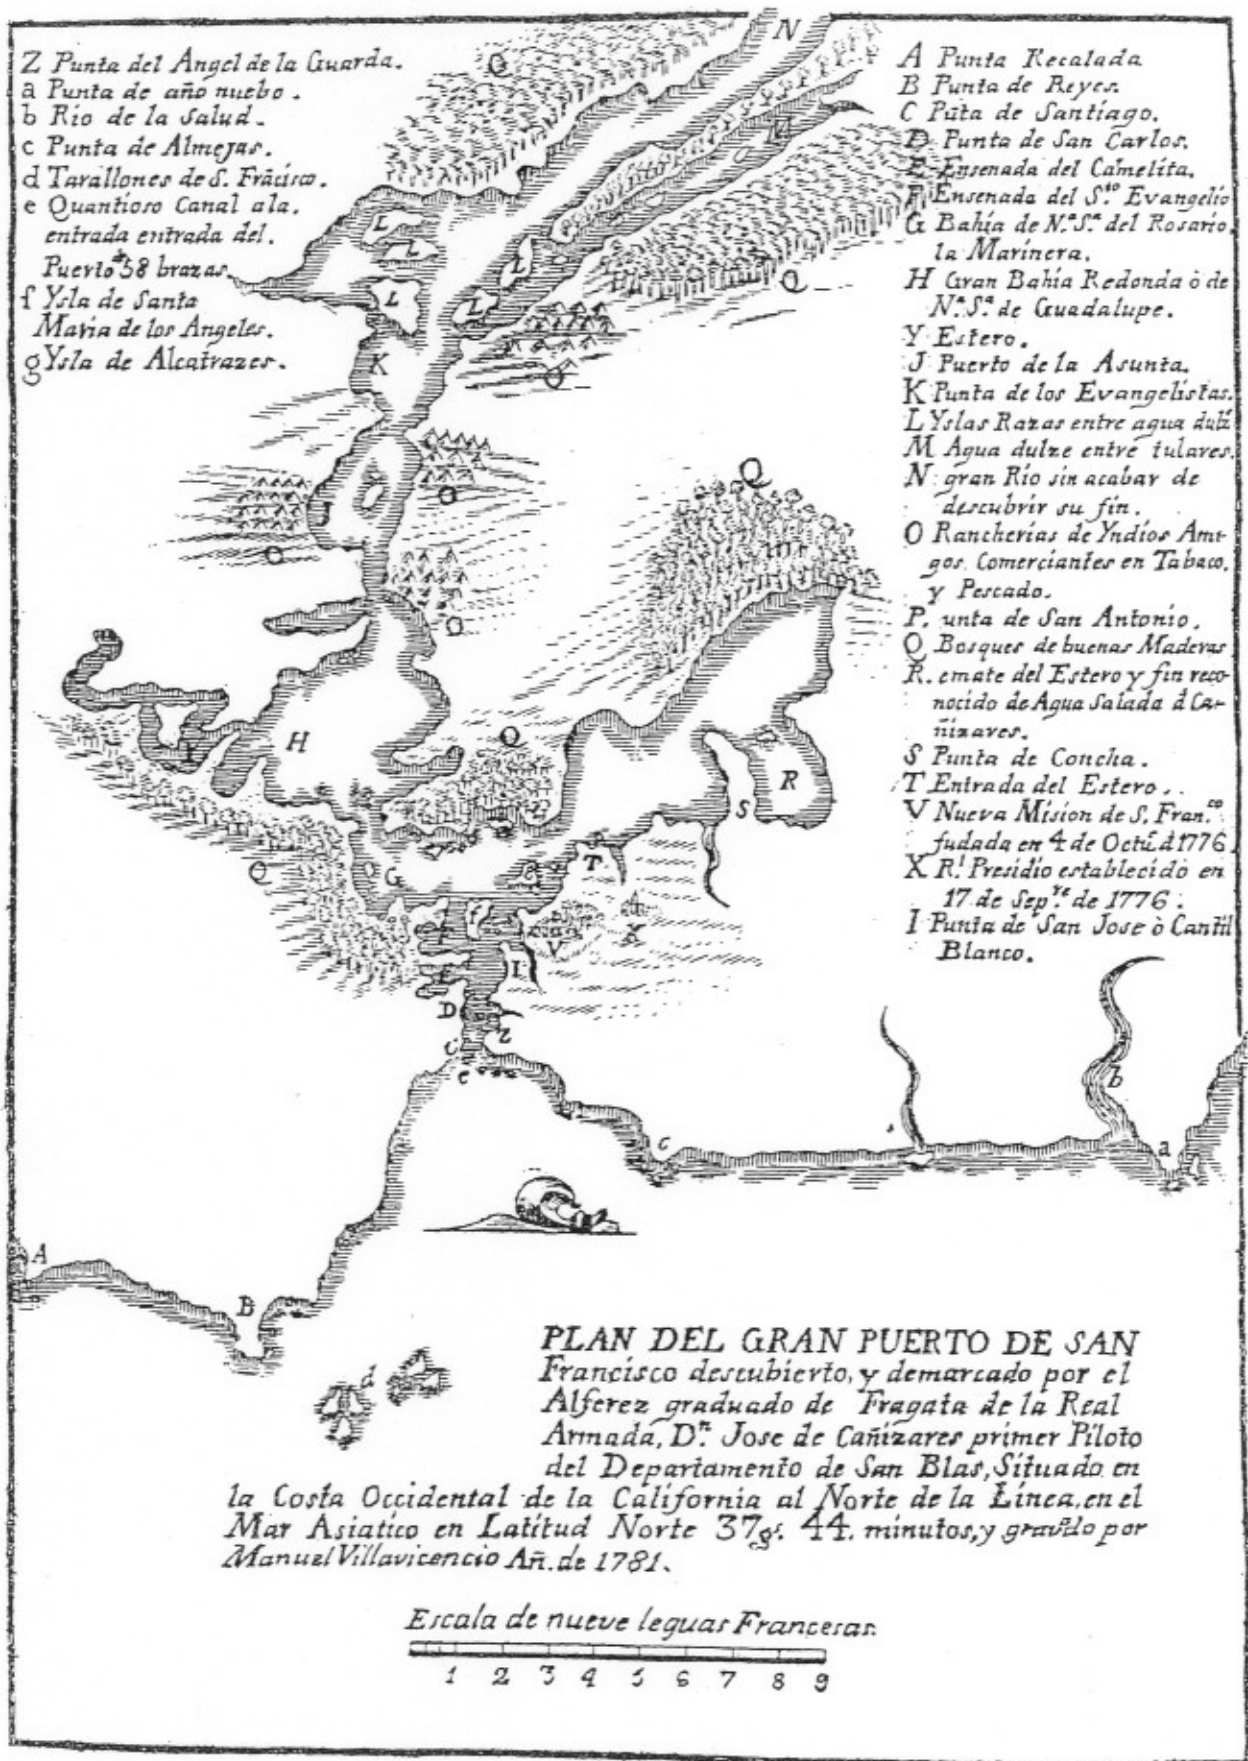 Z Punta del Angel de la Guarda.
a Punta de año nuebo.
b Rio de la Salud.
c Punta de Almejas.
d Tarallones de S. Frãcisco.
e Quantioso Canal ala.
entrada entrada del.
Puerto 58 brazas.
f Ysla de Santa
Maria de los Angeles.
g Ysla de Alcatrazes.
A Punta Recalada
B Punta de Reyes.
C Pũta de Santiago.
D Punta de San Carlos.
E Ensenada del Camelita.
F Ensenada del Sto. Evangelio
G Bahía de Na. Sa. del Rosario,
la Marinera.
H Gran Bahía Redonda ò de
Na. Sa. de Guadalupe.
Y Estero.
J Puerto de la Asunta.
K Punta de los Evangelistas.
L Yslas Razas entre agua dulz
M Agua dulze entre tulares.
N gran Rio sin acabar de
descubrir su fin.
O Rancherias de Yndios Ami-
gos. Comerciantes en Tabaco,
y Pescado.
P. unta de San Antonio.
Q Bosques de buenas Maderas
R. emate del Estero y fin reco-
nocido de Agua Salada d Ca-
ñizares.
S Punta de Concha.
T Entrada del Estero.
V Nueva Mision de S. Franco
fudada en 4 de Octu. d 1776
X Rl. Presidio establecido en
17 de Sepre. de 1776.
I Punta de San Jose ò Cantil
Blanco.
N
Q
M
L
L
L
L
L
Q
K
O
O
J
O
Q
O
Y
H
Q
R
S
T
Q
G
f
V
X
I
D
Z
C
e
c
b
a
A
B
d
PLAN DEL GRAN PUERTO DE SAN
Francisco descubierto, y demarcado por el
Alferez graduado de Fragata de la Real
Armada, Dn. Jose de Cañizares primer Piloto
del Departamento de San Blas, Situado en
la Costa Occidental de la California al Norte de la Linea, en el
Mar Asiatico en Latitud Norte 37 gs. 44. minutos, y gravdo por
Manuel Villavicencio Añ. de 1781.
Escala de nueve leguas Francesas.
1 2 3 4 5 6 7 8 9